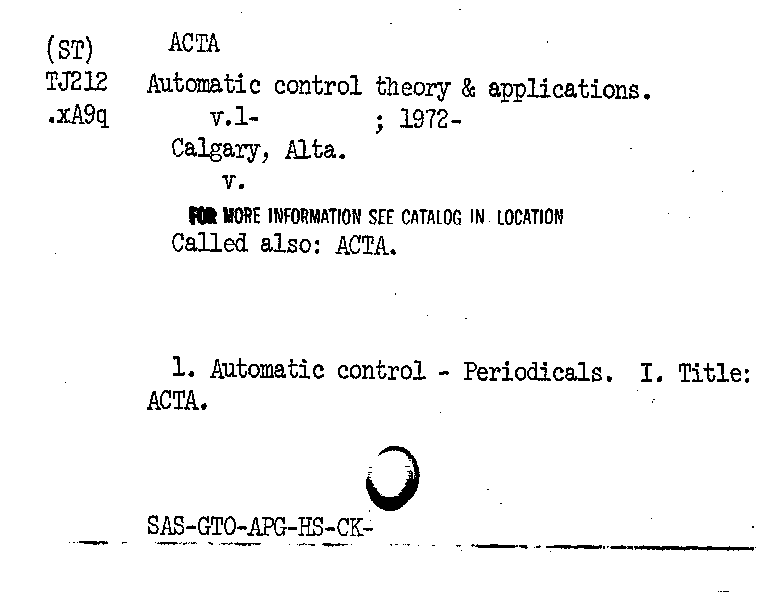 (ST) ACTA
TJ212 Automatic control theory & applications.
.xA9q v.1- ; 1972-
Calgary, Alta.
v.
FOR MORE INFORMATION SEE CATALOG IN LOCATION
Called also: ACTA.
1. Automatic control - Periodicals. I. Title:
ACTA.
SAS-GTO-APG-HS-CK-